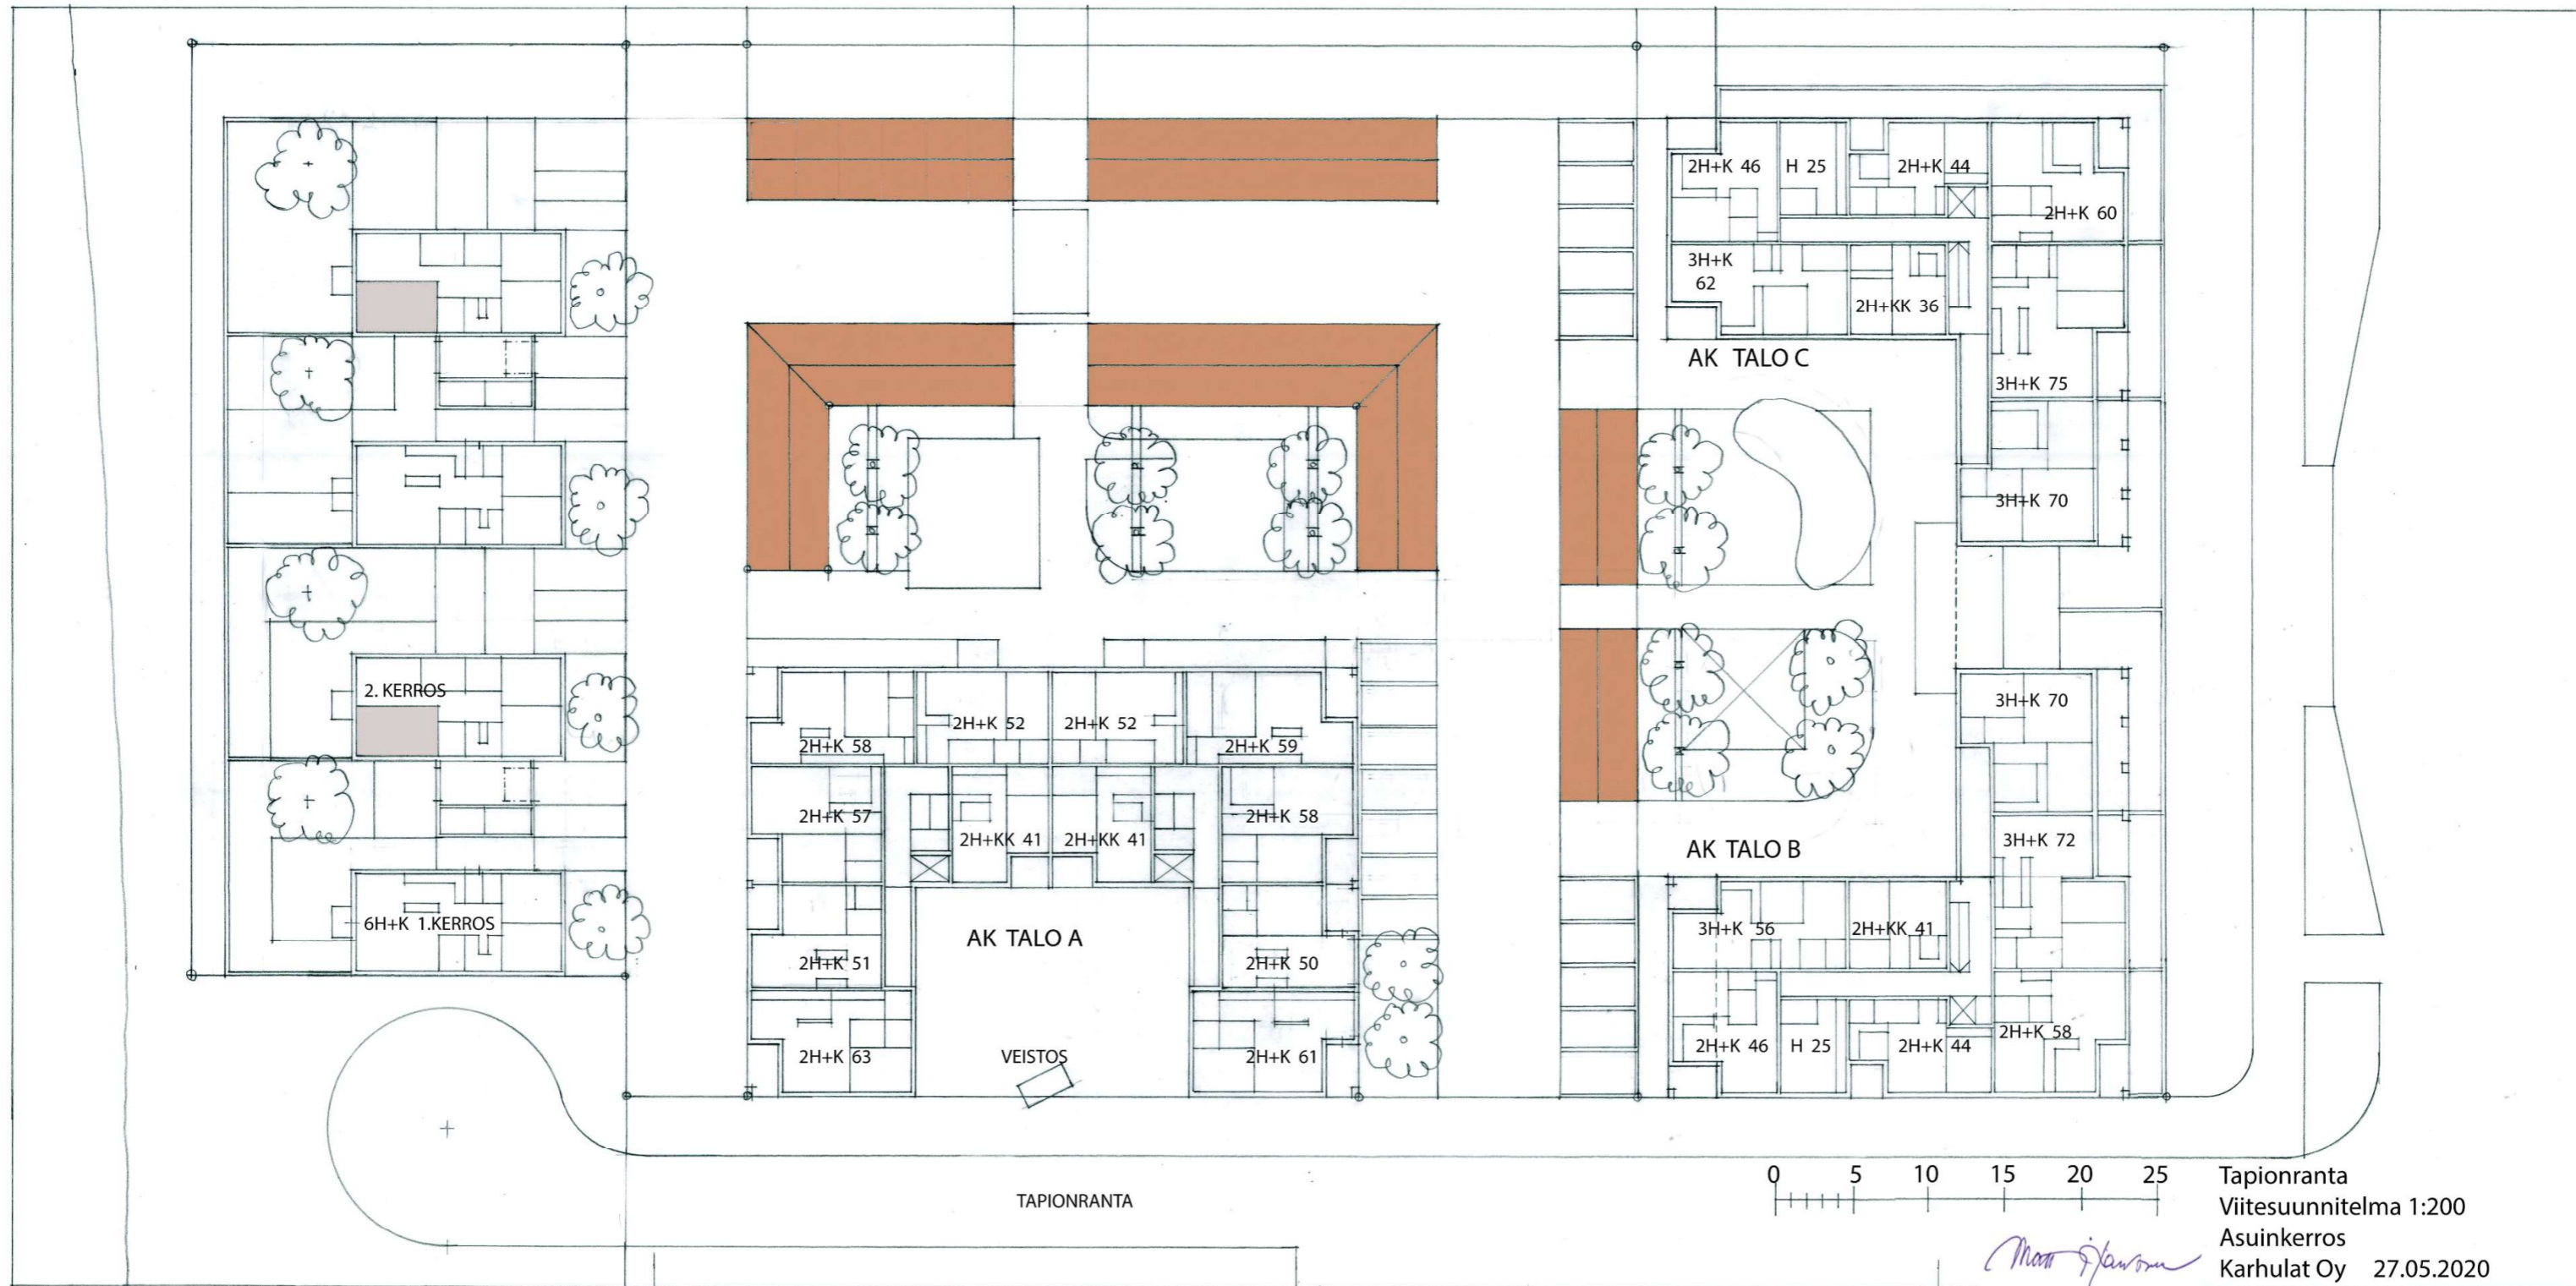 2H+K 46
H 25
2H+K 44
2H+K 60
3H+K
62
2H+KK 36
AK TALO C
3H+K 75
3H+K 70
2. KERROS
6H+K 1.KERROS
2H+K 58
2H+K 52
2H+K 52
2H+K 59
2H+K 57
2H+KK 41
2H+KK 41
2H+K 58
2H+K 51
AK TALO A
2H+K 50
2H+K 63
VEISTOS
2H+K 61
3H+K 70
AK TALO B
3H+K 72
3H+K 56
2H+KK 41
2H+K 46
H 25
2H+K 44
2H+K 58
TAPIONRANTA
0 5 10 15 20 25
Tapionranta
Viitesuunnitelma 1:200
Asuinkerros
Karhulat Oy 27.05.2020